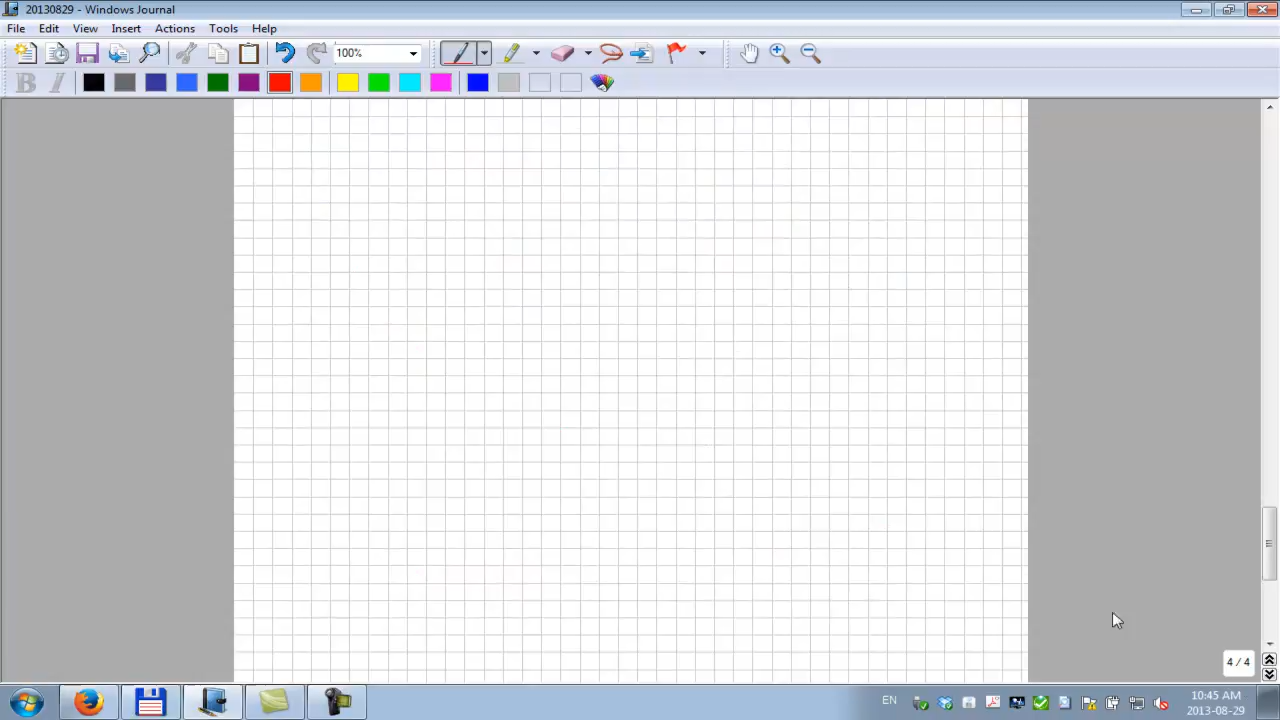 20130829 - Windows Journal
File Edit View Insert Actions Tools Help
100%
B I
4 / 4
EN
10:45 AM
2013-08-29